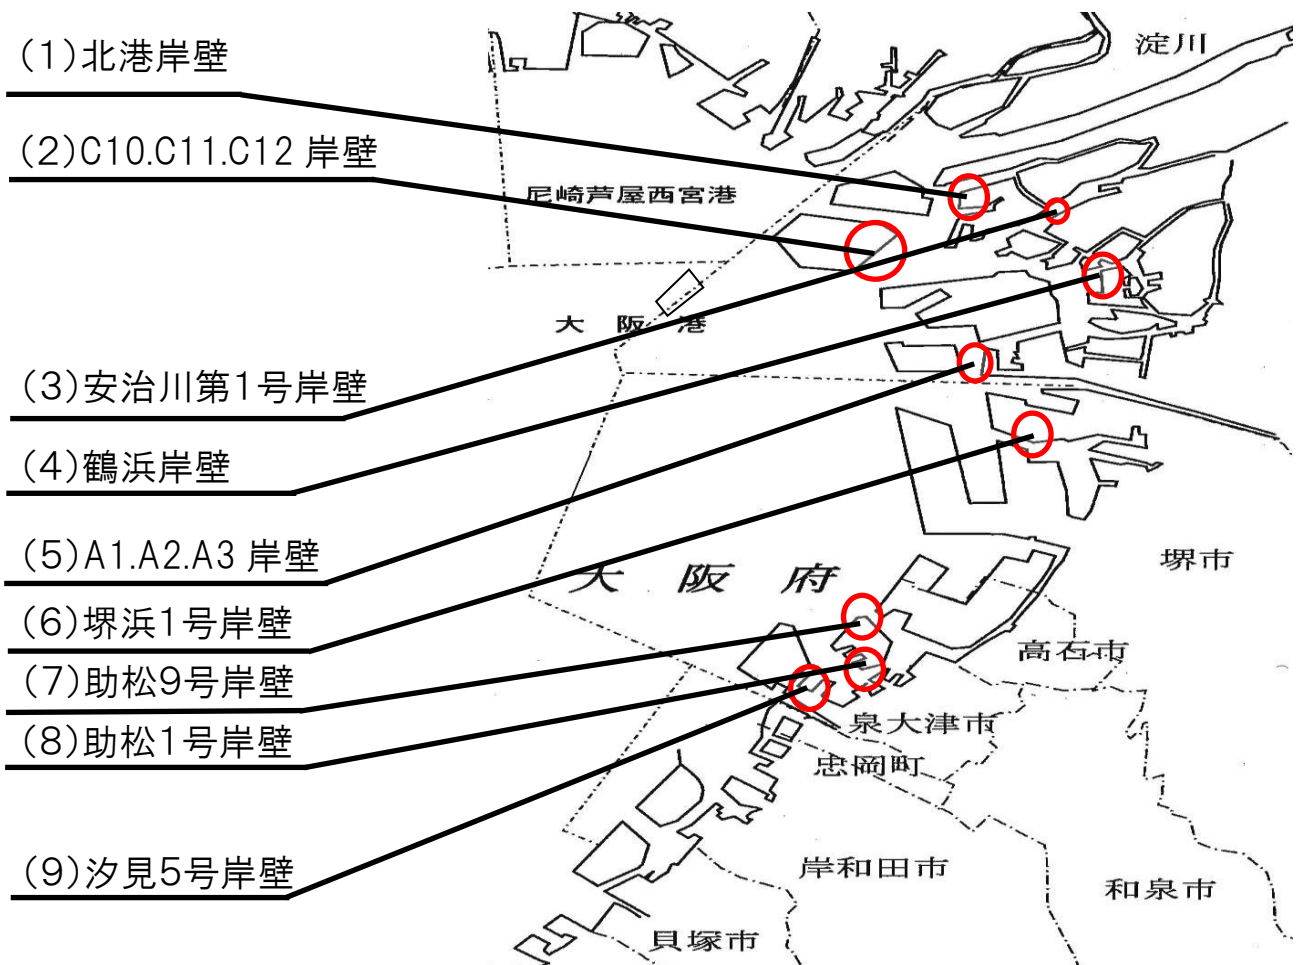 (1)北港岸壁
(2)C10.C11.C12 岸壁
(3)安治川第1号岸壁
(4)鶴浜岸壁
(5)A1.A2.A3 岸壁
(6)堺浜1号岸壁
(7)助松9号岸壁
(8)助松1号岸壁
(9)汐見5号岸壁
淀川
尼崎芦屋西宮港
大阪港
堺市
大阪府
高石市
泉大津市
忠岡町
岸和田市
和泉市
貝塚市